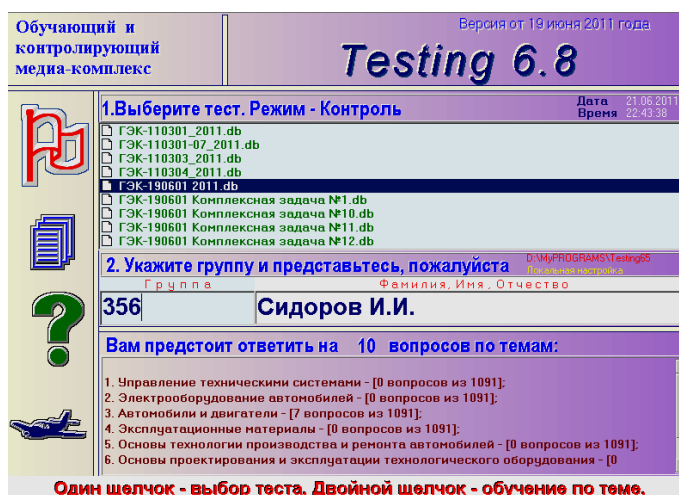 Обучающий и
контролирующий
медиа-комплекс
Версия от 19 июня 2011 года
Testing 6.8
1.Выберите тест. Режим - Контроль
Дата 21.06.2011
Время 22:43:38
ГЭК-110301_2011.db
ГЭК-110301-07_2011.db
ГЭК-110303_2011.db
ГЭК-110304_2011.db
ГЭК-190601 2011.db
ГЭК-190601 Комплексная задача №1.db
ГЭК-190601 Комплексная задача №10.db
ГЭК-190601 Комплексная задача №11.db
ГЭК-190601 Комплексная задача №12.db
2. Укажите группу и представьтесь, пожалуйста
D:\MyPROGRAMS\Testing65
Локальная настройка
Группа Фамилия, Имя, Отчество
356 Сидоров И.И.
Вам предстоит ответить на 10 вопросов по темам:
1. Управление техническими системами - [0 вопросов из 1091];
2. Электрооборудование автомобилей - [0 вопросов из 1091];
3. Автомобили и двигатели - [7 вопросов из 1091];
4. Эксплуатационные материалы - [0 вопросов из 1091];
5. Основы технологии производства и ремонта автомобилей - [0 вопросов из 1091];
6. Основы проектирования и эксплуатации технологического оборудования - [0
Один щелчок - выбор теста. Двойной щелчок - обучение по теме.